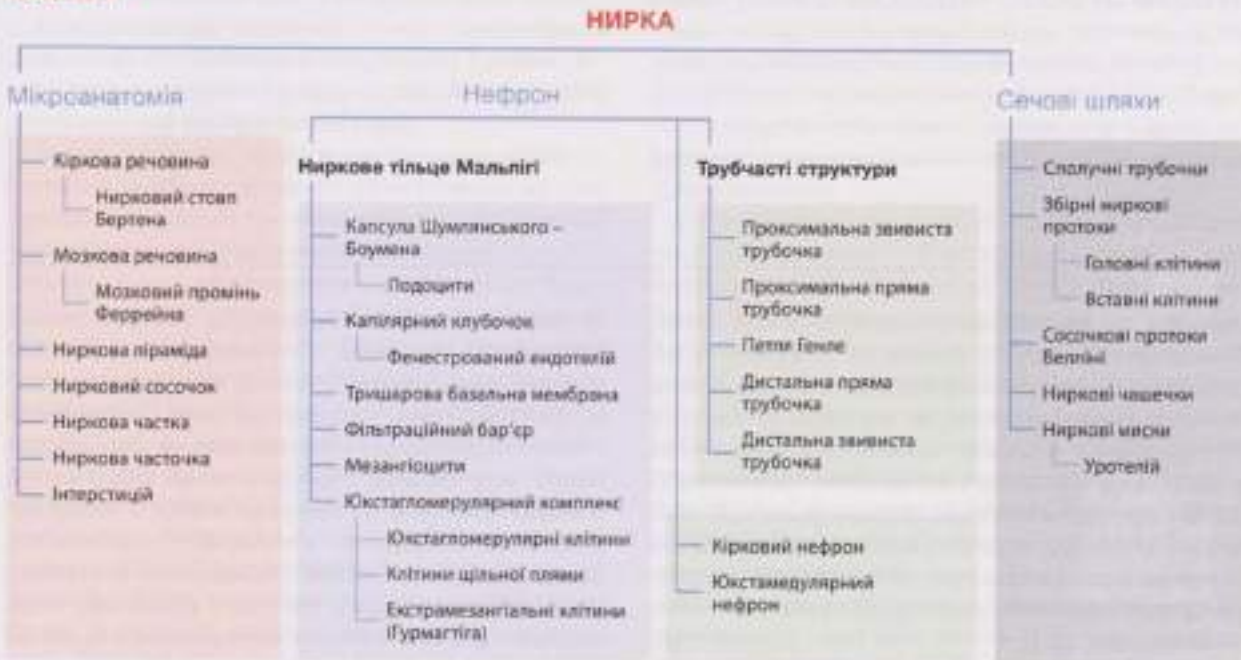 НИРКА
Мікроанатомія
Кіркова речовина
Нирковий стовп
Бертена
Мозкова речовина
Мозковий промінь
Феррейна
Ниркова піраміда
Нирковий сосочок
Ниркова частка
Ниркова часточка
Інтерстицій
Нефрон
Ниркове тільце Мальпігі
Капсула Шумлянського –
Боумена
Подоцити
Капілярний клубочок
Фенестрований ендотелій
Тришарова базальна мембрана
Фільтраційний бар'єр
Мезангіоцити
Юкстагломерулярний комплекс
Юкстагломерулярні клітини
Клітини щільної плями
Екстрамезангіальні клітини
(Гурмагтіга)
Трубчасті структури
Проксимальна звивиста
трубочка
Проксимальна пряма
трубочка
Петля Генле
Дистальна пряма
трубочка
Дистальна звивиста
трубочка
Кірковий нефрон
Юкстамедулярний
нефрон
Сечові шляхи
Сполучні трубочки
Збірні ниркові
протоки
Головні клітини
Вставні клітини
Сосочкові протоки
Белліні
Ниркові чашечки
Ниркові миски
Уротелій